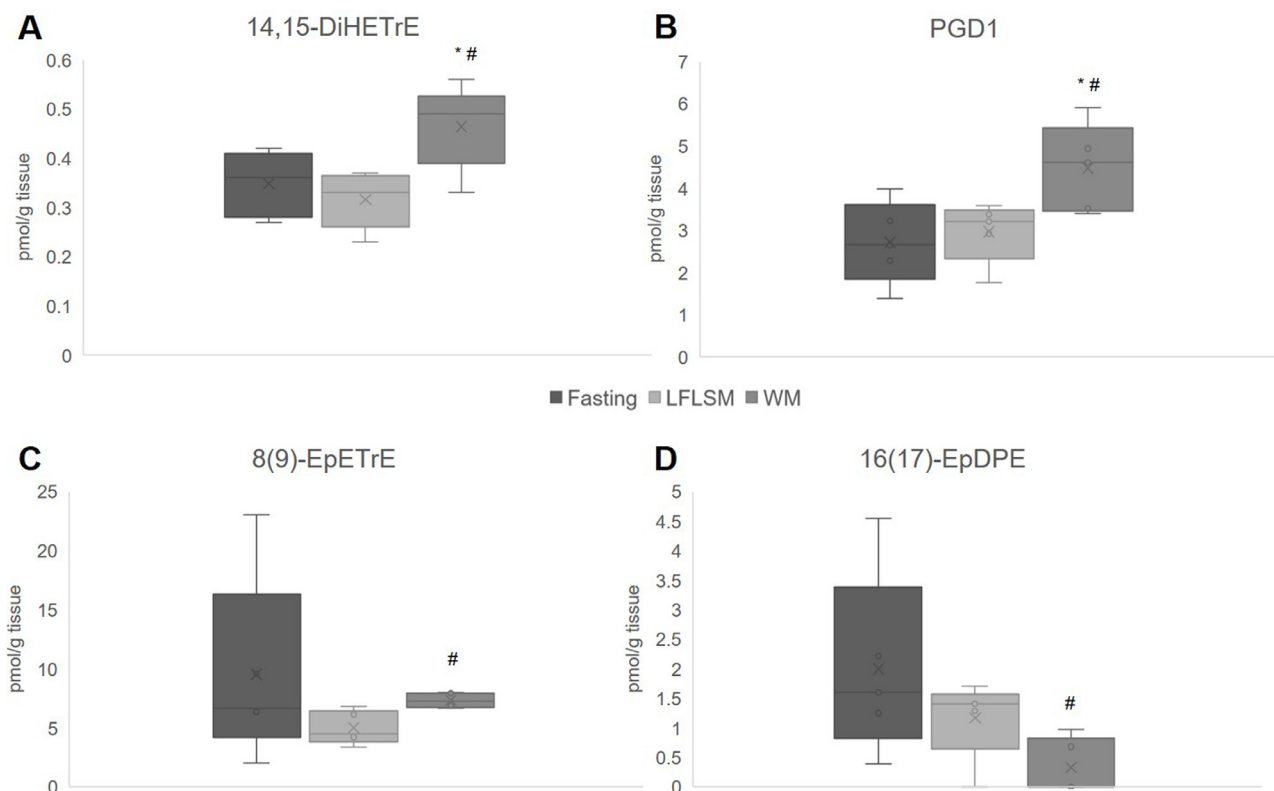 A
14,15-DiHETrE
* #
0.6
0.5
0.4
0.3
0.2
0.1
0
pmol/g tissue
B
PGD1
* #
7
6
5
4
3
2
1
0
pmol/g tissue
Fasting LFLSM WM
C
8(9)-EpETrE
#
25
20
15
10
5
0
pmol/g tissue
D
16(17)-EpDPE
#
5
4.5
4
3.5
3
2.5
2
1.5
1
0.5
0
pmol/g tissue